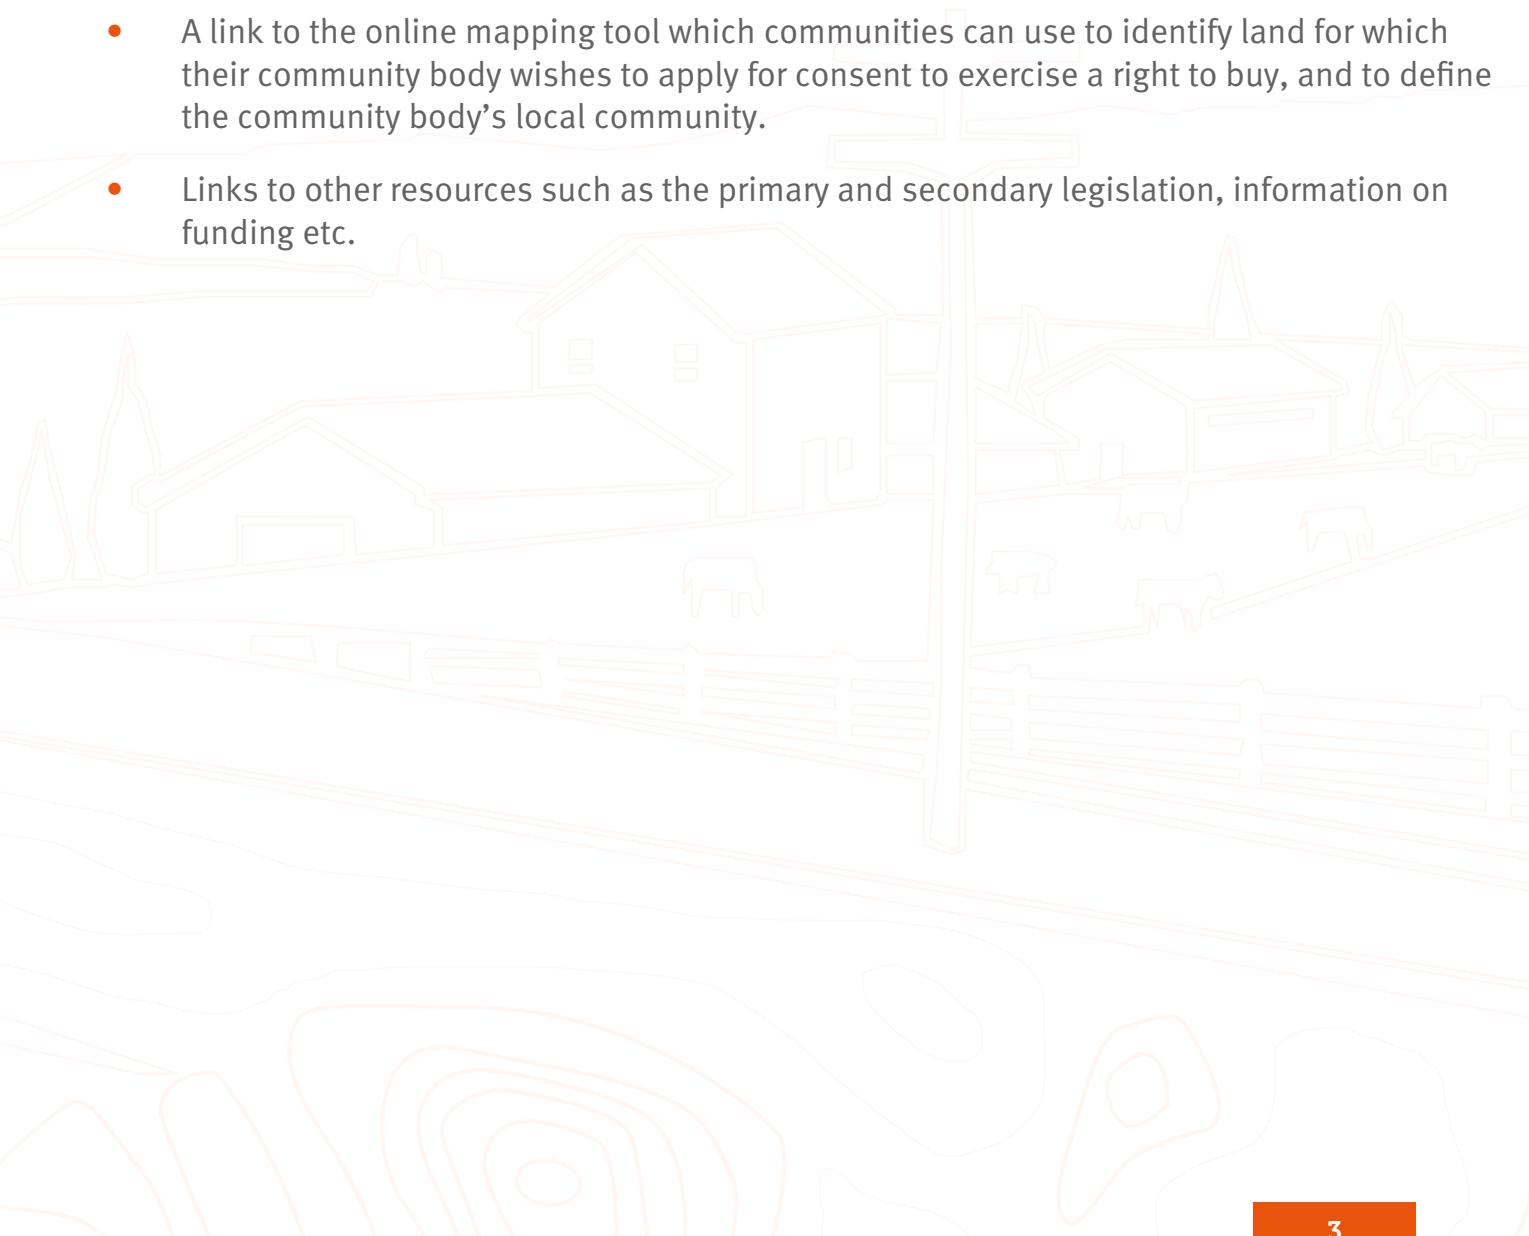 • A link to the online mapping tool which communities can use to identify land for which
their community body wishes to apply for consent to exercise a right to buy, and to define
the community body’s local community.
• Links to other resources such as the primary and secondary legislation, information on
funding etc.
3